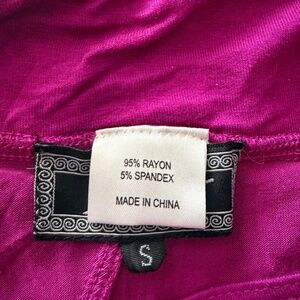 95% RAYON
5% SPANDEX
MADE IN CHINA
S